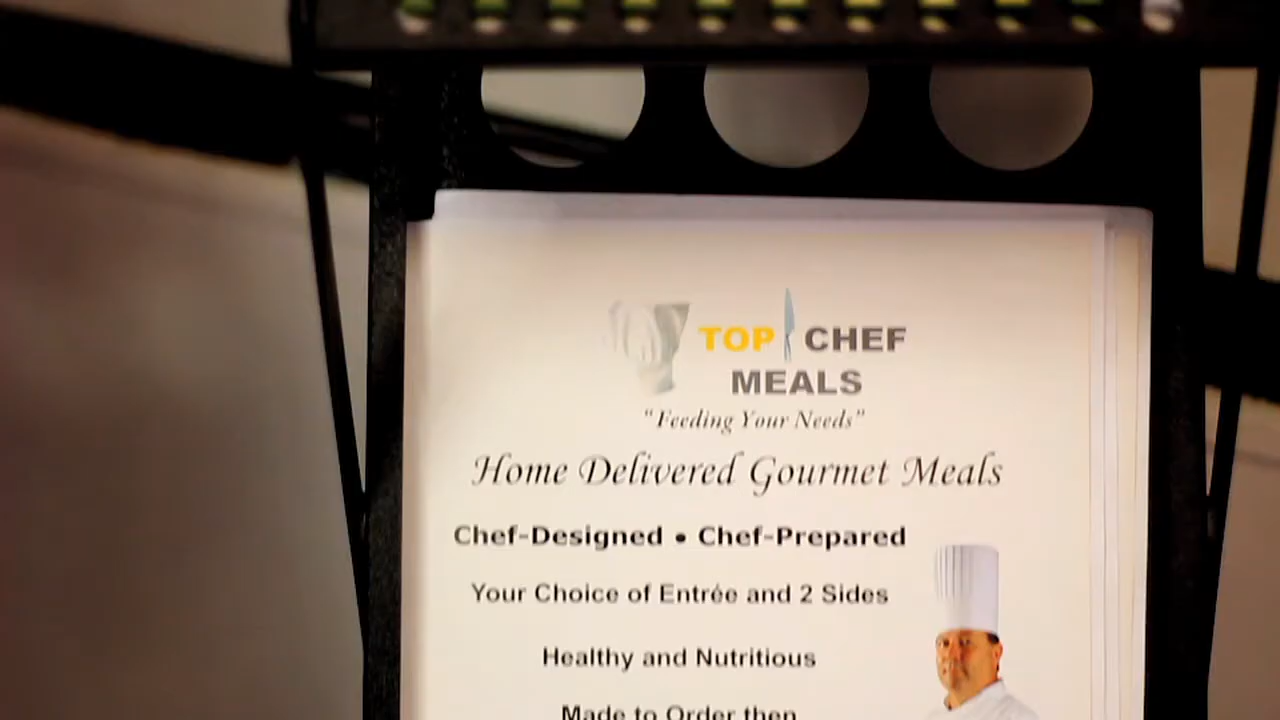 TOP CHEF
MEALS
"Feeding Your Needs"
Home Delivered Gourmet Meals
Chef-Designed • Chef-Prepared
Your Choice of Entrée and 2 Sides
Healthy and Nutritious
Made to Order then